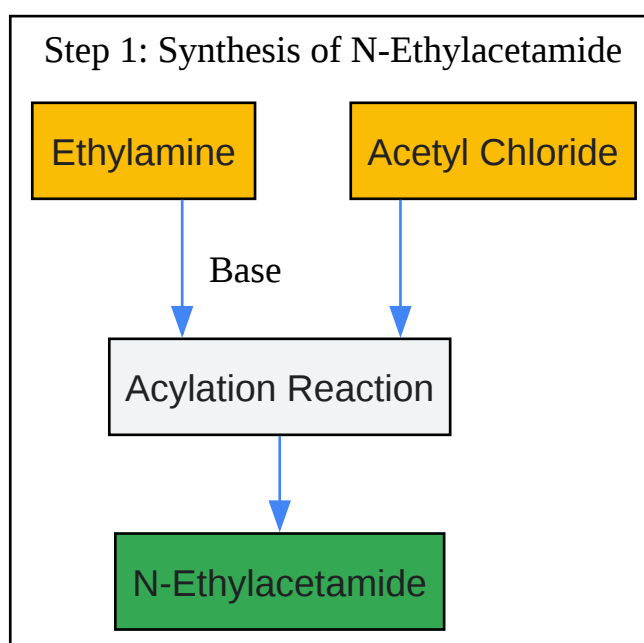 Step 1: Synthesis of N-Ethylacetamide
Ethylamine
Acetyl Chloride
Base
Acylation Reaction
N-Ethylacetamide